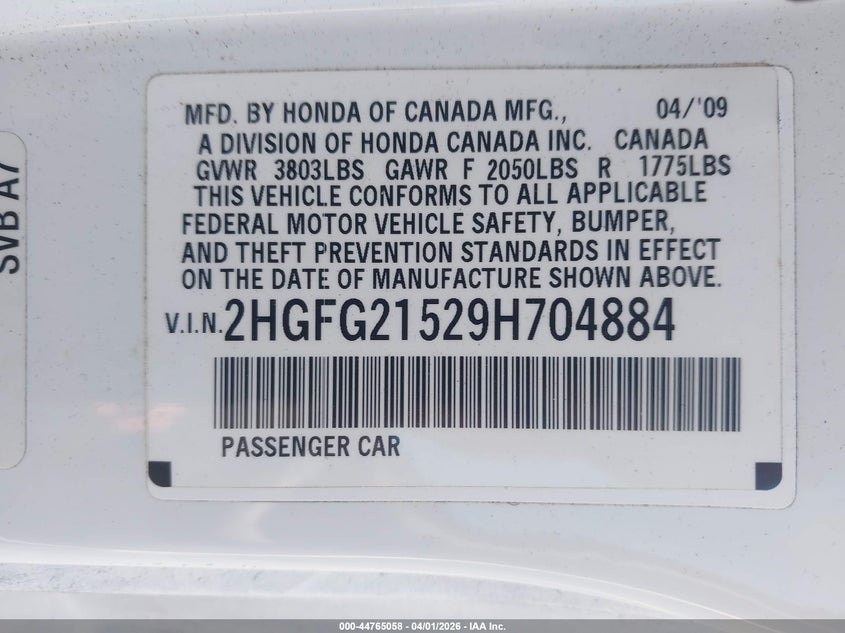 MFD. BY HONDA OF CANADA MFG., 04/'09
A DIVISION OF HONDA CANADA INC. CANADA
GVWR 3803LBS GAWR F 2050LBS R 1775LBS
THIS VEHICLE CONFORMS TO ALL APPLICABLE
FEDERAL MOTOR VEHICLE SAFETY, BUMPER,
AND THEFT PREVENTION STANDARDS IN EFFECT
ON THE DATE OF MANUFACTURE SHOWN ABOVE.
V.I.N. 2HGFG21529H704884
PASSENGER CAR
SVB A7
000-44765058 - 04/01/2026 - IAA Inc.